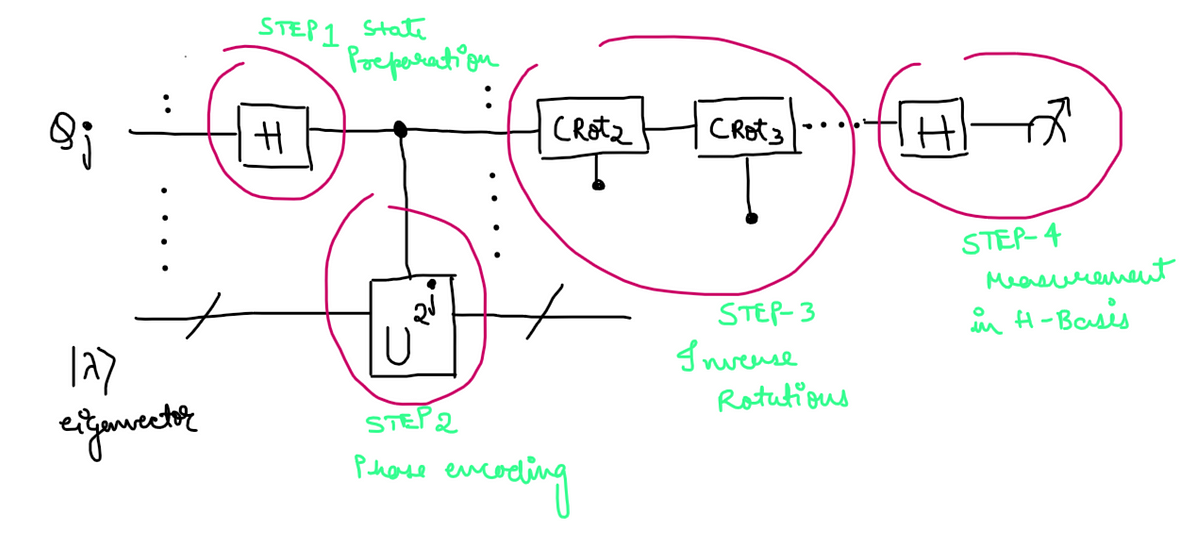 STEP 1 State
Preparation
Qj
H
CRot2
CRot3
H
STEP-4
Measurement
in H-Basis
U 2j
STEP-3
Inverse
Rotations
|λ⟩
eigenvector
STEP 2
Phase encoding